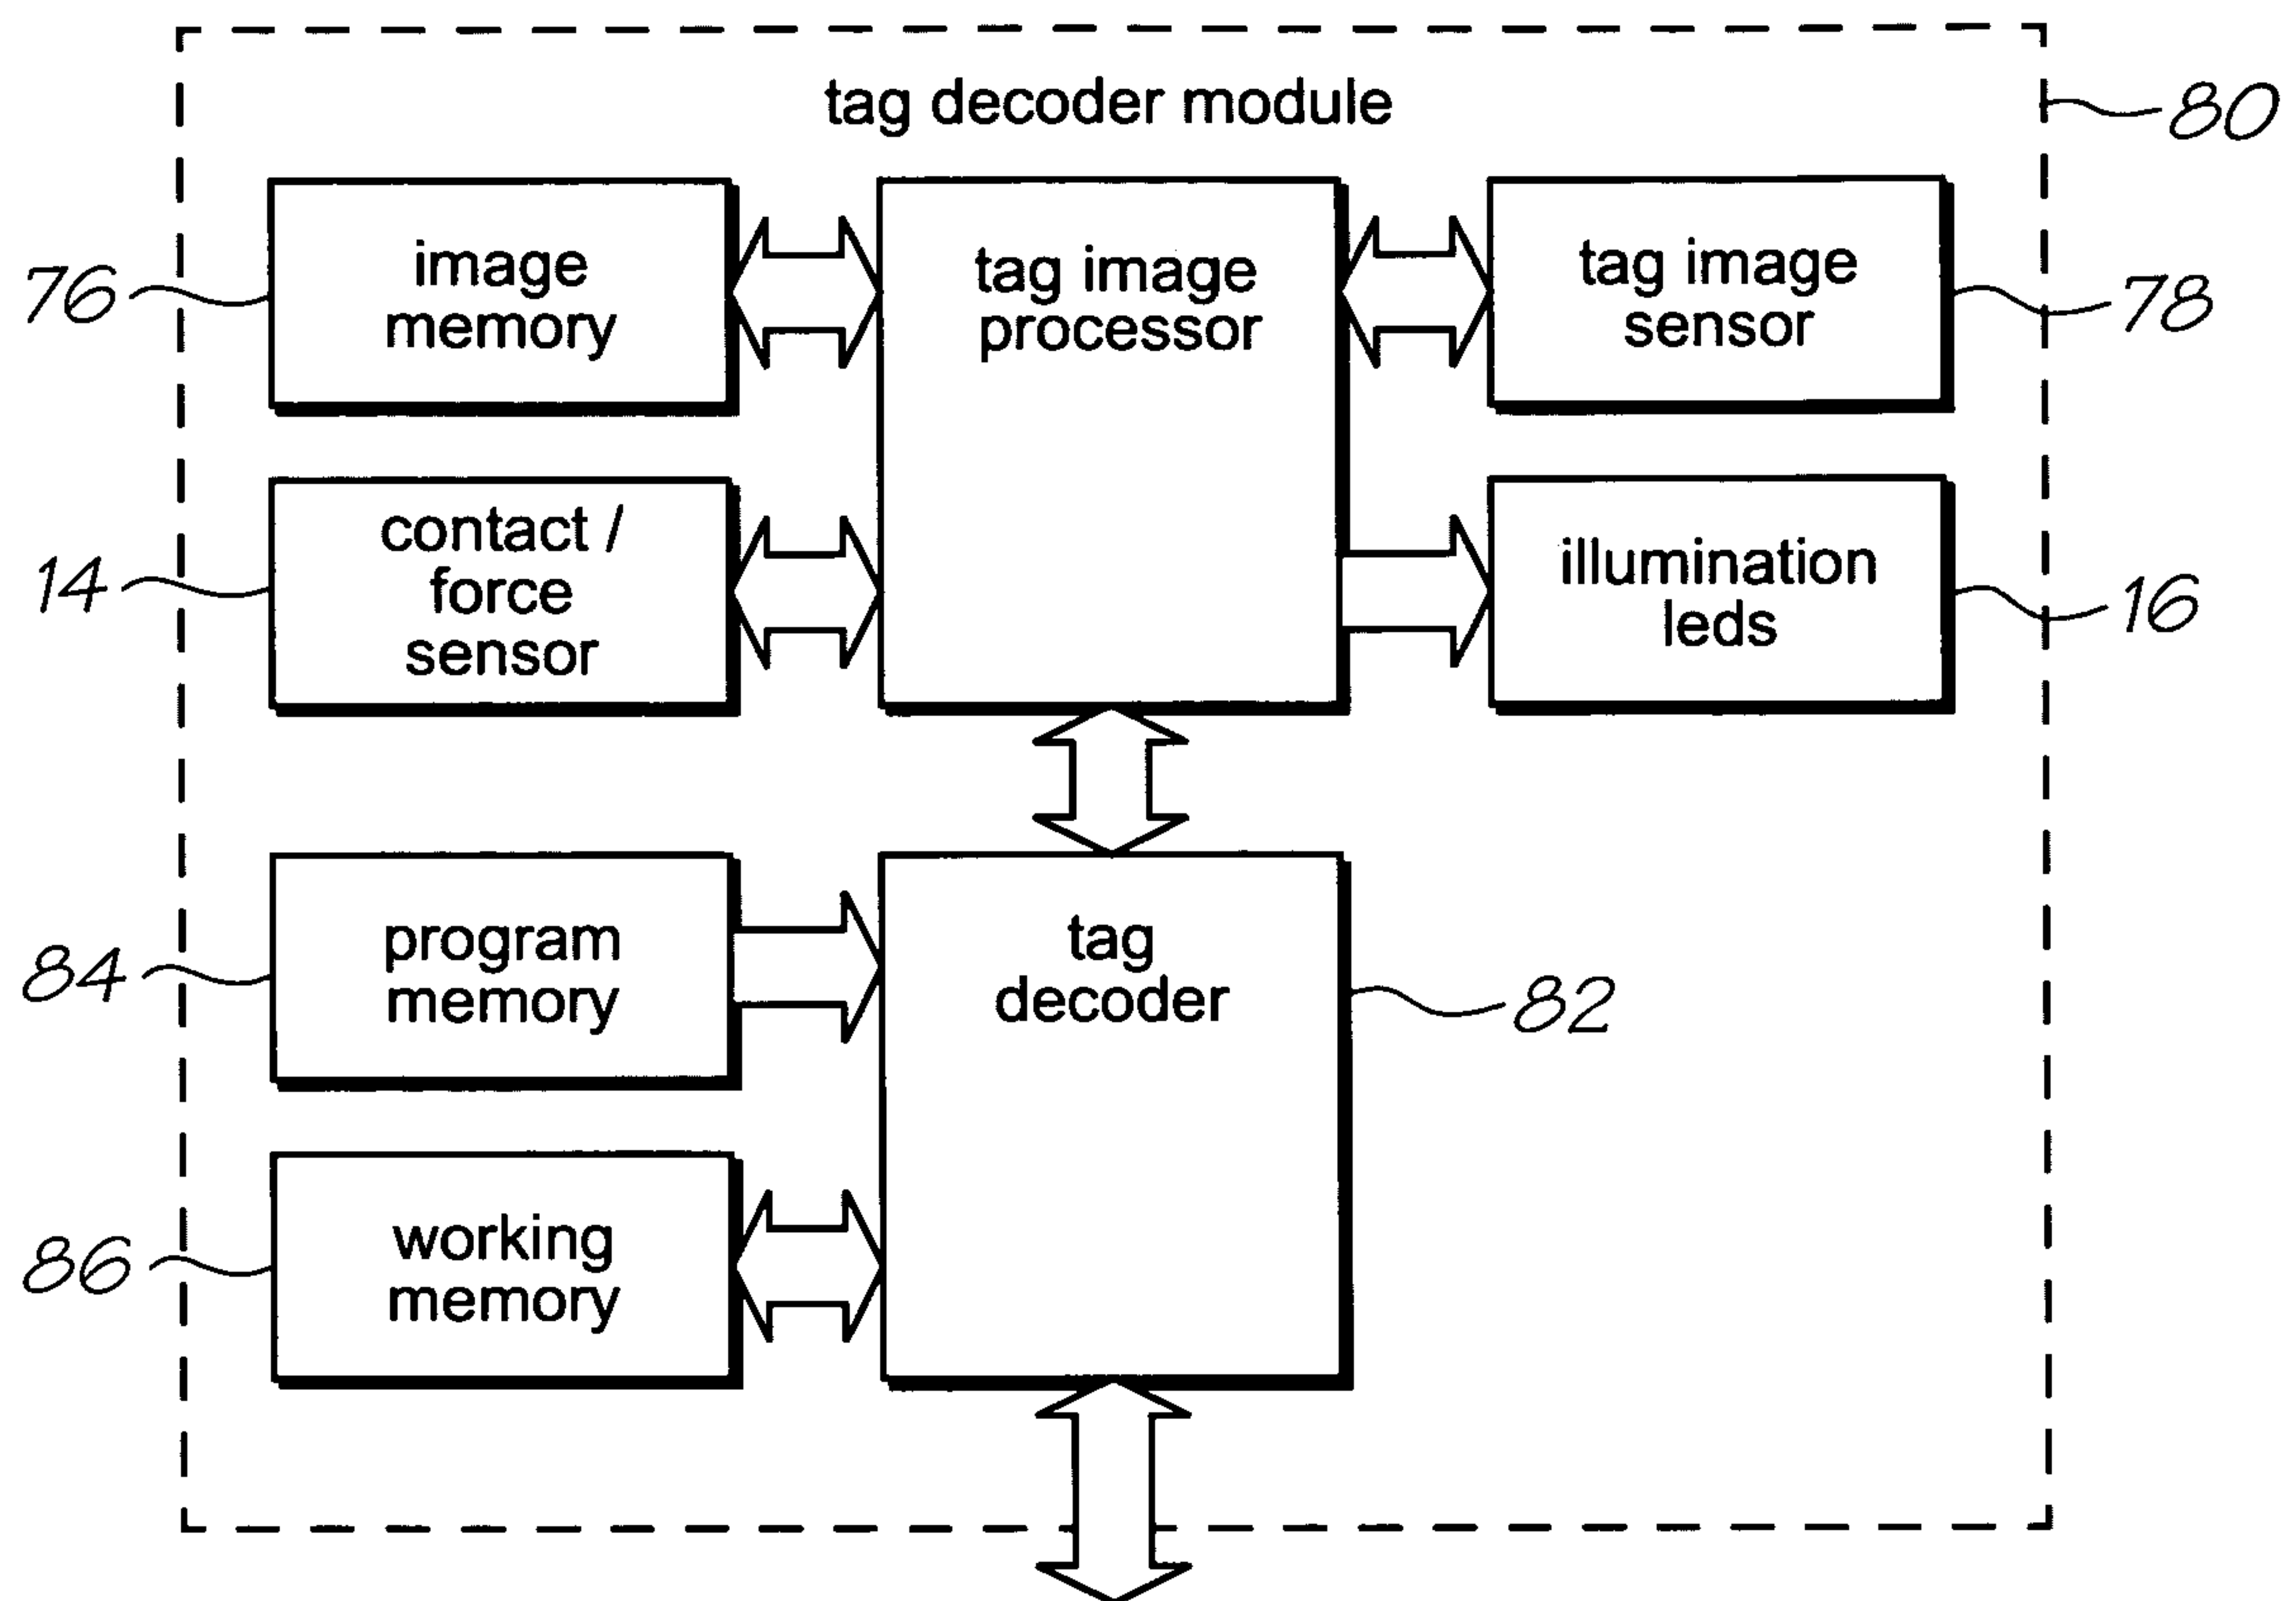 tag decoder module
80
image
memory
76
tag image
processor
tag image
sensor
78
contact /
force
sensor
14
illumination
leds
16
program
memory
84
tag
decoder
82
working
memory
86